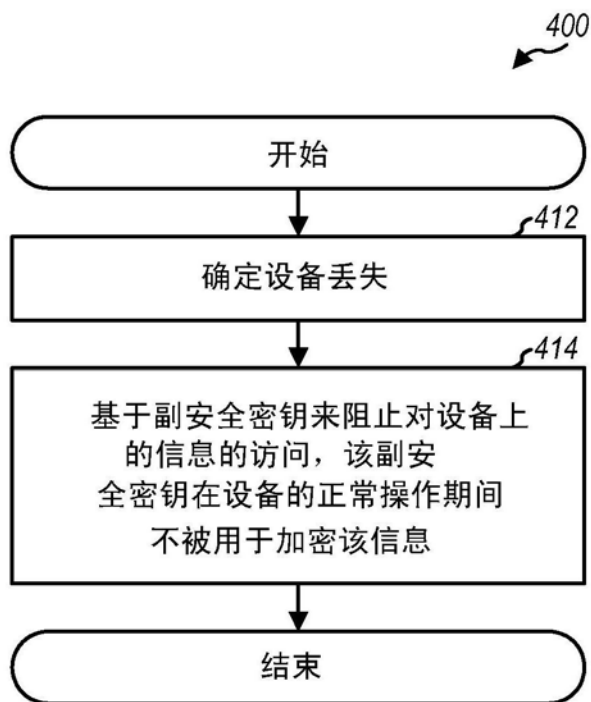 400
开始
412
确定设备丢失
414
基于副安全密钥来阻止对设备上
的信息的访问，该副安
全密钥在设备的正常操作期间
不被用于加密该信息
结束